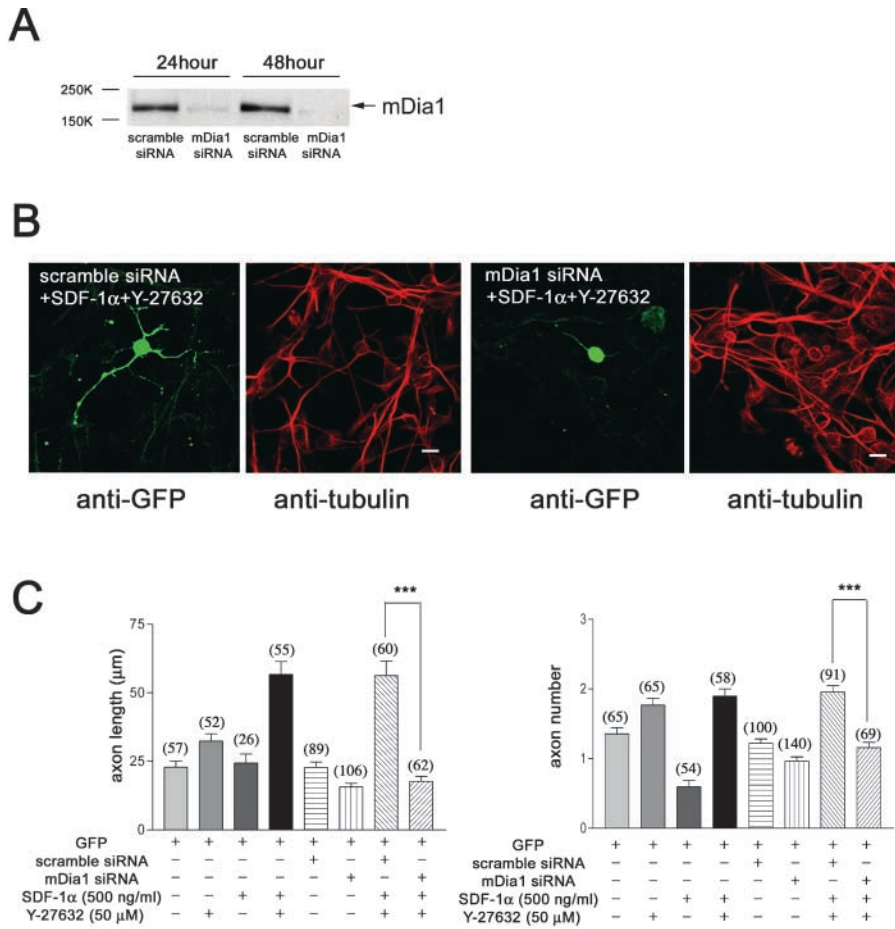 A
24hour 48hour
250K
150K
mDia1
scramble siRNA mDia1 siRNA scramble siRNA mDia1 siRNA
B
scramble siRNA
+SDF-1α+Y-27632
mDia1 siRNA
+SDF-1α+Y-27632
anti-GFP anti-tubulin anti-GFP anti-tubulin
C
axon length (μm)
75
50
25
0
(57) (52) (26) (55) (89) (106) (60) (62)
***
GFP + + + + + + + +
scramble siRNA – – – – + – + –
mDia1 siRNA – – – – – + – +
SDF-1α (500 ng/ml) – – + + – – + +
Y-27632 (50 μM) – + – + – – + +
axon number
3
2
1
0
(65) (65) (54) (58) (100) (140) (91) (69)
***
GFP + + + + + + + +
scramble siRNA – – – – + – + –
mDia1 siRNA – – – – – + – +
SDF-1α (500 ng/ml) – – + + – – + +
Y-27632 (50 μM) – + – + – – + +